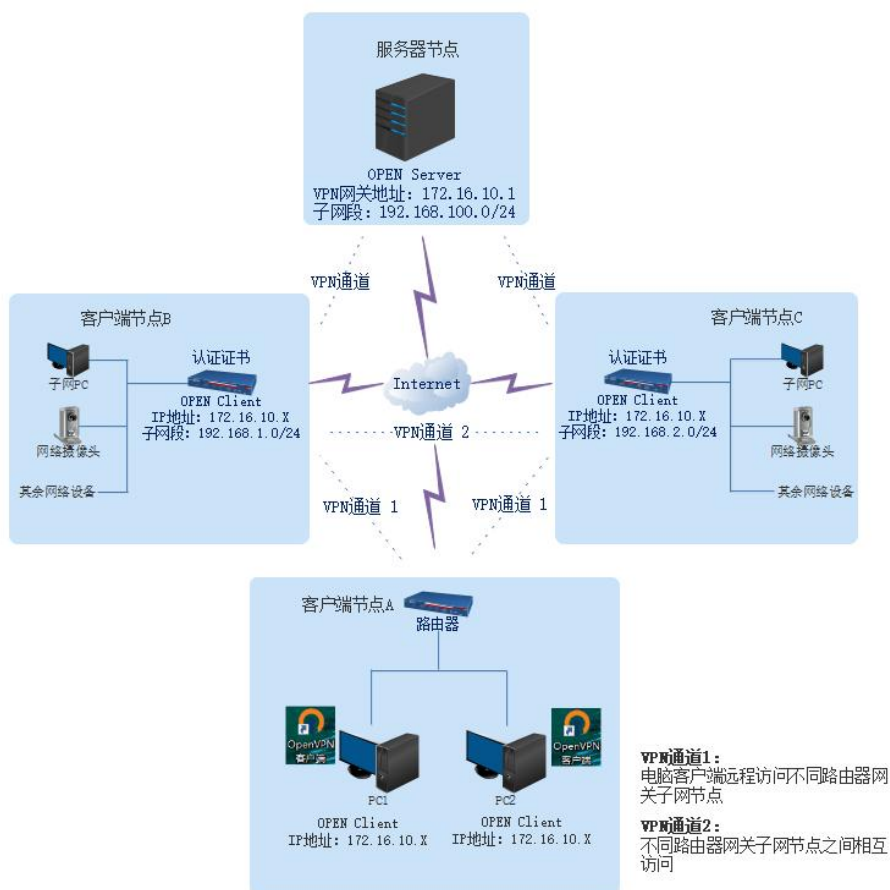 服务器节点
OPEN Server
VPN网关地址: 172.16.10.1
子网段: 192.168.100.0/24
VPN通道
VPN通道
客户端节点B
认证证书
子网PC
OPEN Client
IP地址: 172.16.10.X
子网段: 192.168.1.0/24
网络摄像头
其余网络设备
Internet
VPN通道 2
客户端节点C
认证证书
子网PC
OPEN Client
IP地址: 172.16.10.X
子网段: 192.168.2.0/24
网络摄像头
其余网络设备
VPN通道 1
VPN通道 1
客户端节点A
路由器
OpenVPN
客户端
PC1
OPEN Client
IP地址: 172.16.10.X
OpenVPN
客户端
PC2
OPEN Client
IP地址: 172.16.10.X
VPN通道1:
电脑客户端远程访问不同路由器网
关子网节点
VPN通道2:
不同路由器网关子网节点之间相互
访问